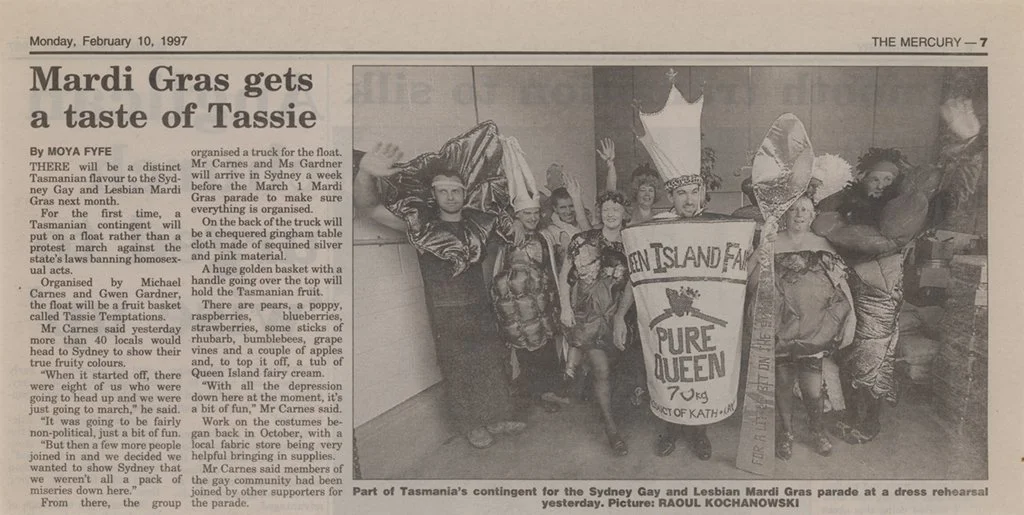 Monday, February 10, 1997
THE MERCURY — 7
Mardi Gras gets
a taste of Tassie
By MOYA FYFE
THERE will be a distinct
Tasmanian flavour to the Syd-
ney Gay and Lesbian Mardi
Gras next month.
For the first time, a
Tasmanian contingent will
put on a float rather than a
protest march against the
state's laws banning homosex-
ual acts.
Organised by Michael
Carnes and Gwen Gardner,
the float will be a fruit basket
called Tassie Temptations.
Mr Carnes said yesterday
more than 40 locals would
head to Sydney to show their
true fruity colours.
"When it started off, there
were eight of us who were
going to head up and we were
just going to march," he said.
"It was going to be fairly
non-political, just a bit of fun.
"But then a few more people
joined in and we decided we
wanted to show Sydney that
we weren't all a pack of
miseries down here."
From there, the group
organised a truck for the float.
Mr Carnes and Ms Gardner
will arrive in Sydney a week
before the March 1 Mardi
Gras parade to make sure
everything is organised.
On the back of the truck will
be a chequered gingham table
cloth made of sequined silver
and pink material.
A huge golden basket with a
handle going over the top will
hold the Tasmanian fruit.
There are pears, a poppy,
raspberries, blueberries,
strawberries, some sticks of
rhubarb, bumblebees, grape
vines and a couple of apples
and, to top it off, a tub of
Queen Island fairy cream.
"With all the depression
down here at the moment, it's
a bit of fun," Mr Carnes said.
Work on the costumes be-
gan back in October, with a
local fabric store being very
helpful bringing in supplies.
Mr Carnes said members of
the gay community had been
joined by other supporters for
the parade.
EEN ISLAND FA
PURE
QUEEN
70kg
CT OF KATH
FOR A LITTLE BIT ON THE
Part of Tasmania's contingent for the Sydney Gay and Lesbian Mardi Gras parade at a dress rehearsal
yesterday. Picture: RAOUL KOCHANOWSKI